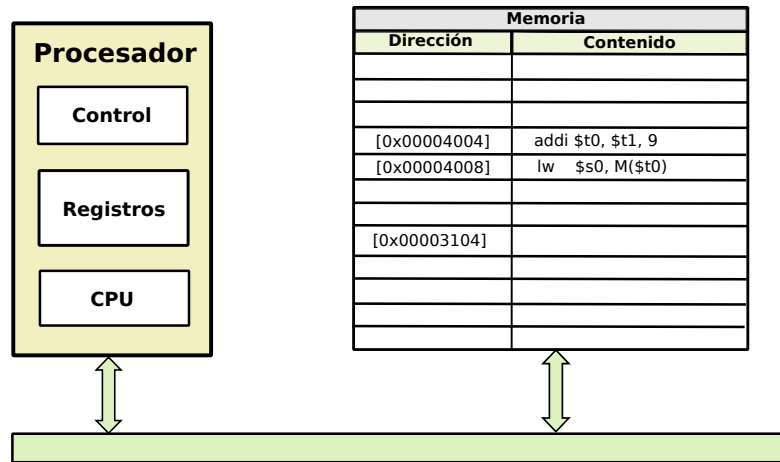 Procesador
Control
Registros
CPU
Memoria
Dirección Contenido
[0x00004004] addi $t0, $t1, 9
[0x00004008] lw $s0, M($t0)
[0x00003104]